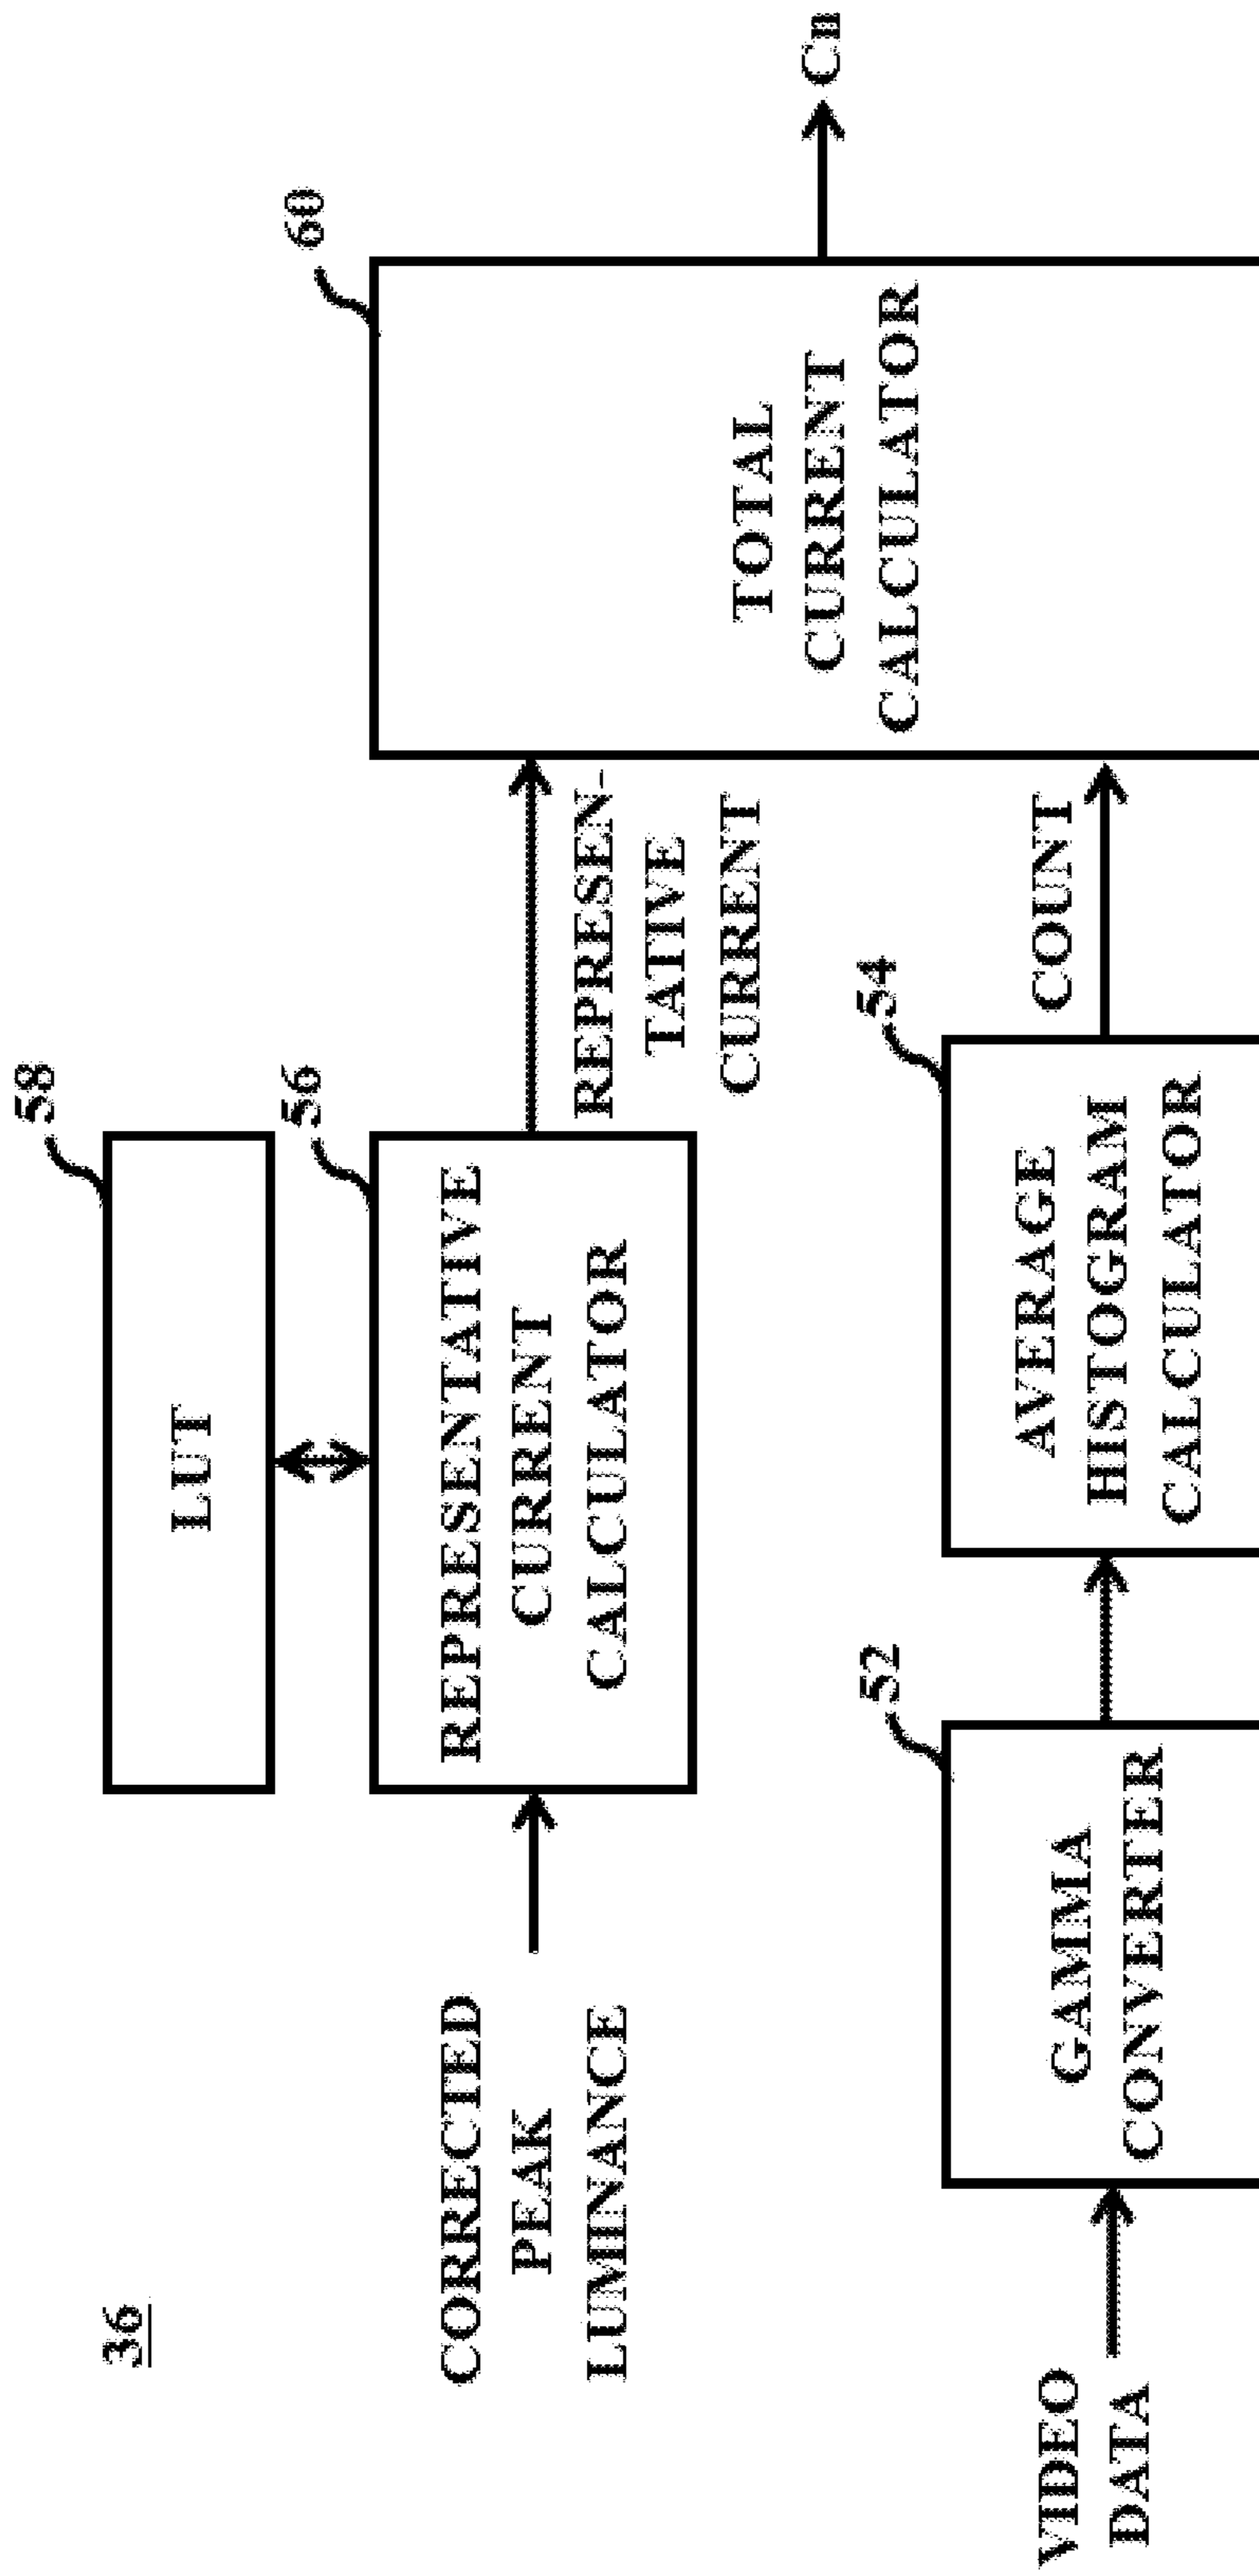 36
58
LUT
56
REPRESENTATIVE
CURRENT
CALCULATOR
CORRECTED
PEAK
LUMINANCE
REPRESEN-
TATIVE
CURRENT
60
TOTAL
CURRENT
CALCULATOR
Cn
VIDEO
DATA
52
GAMMA
CONVERTER
54
AVERAGE
HISTOGRAM
CALCULATOR
COUNT